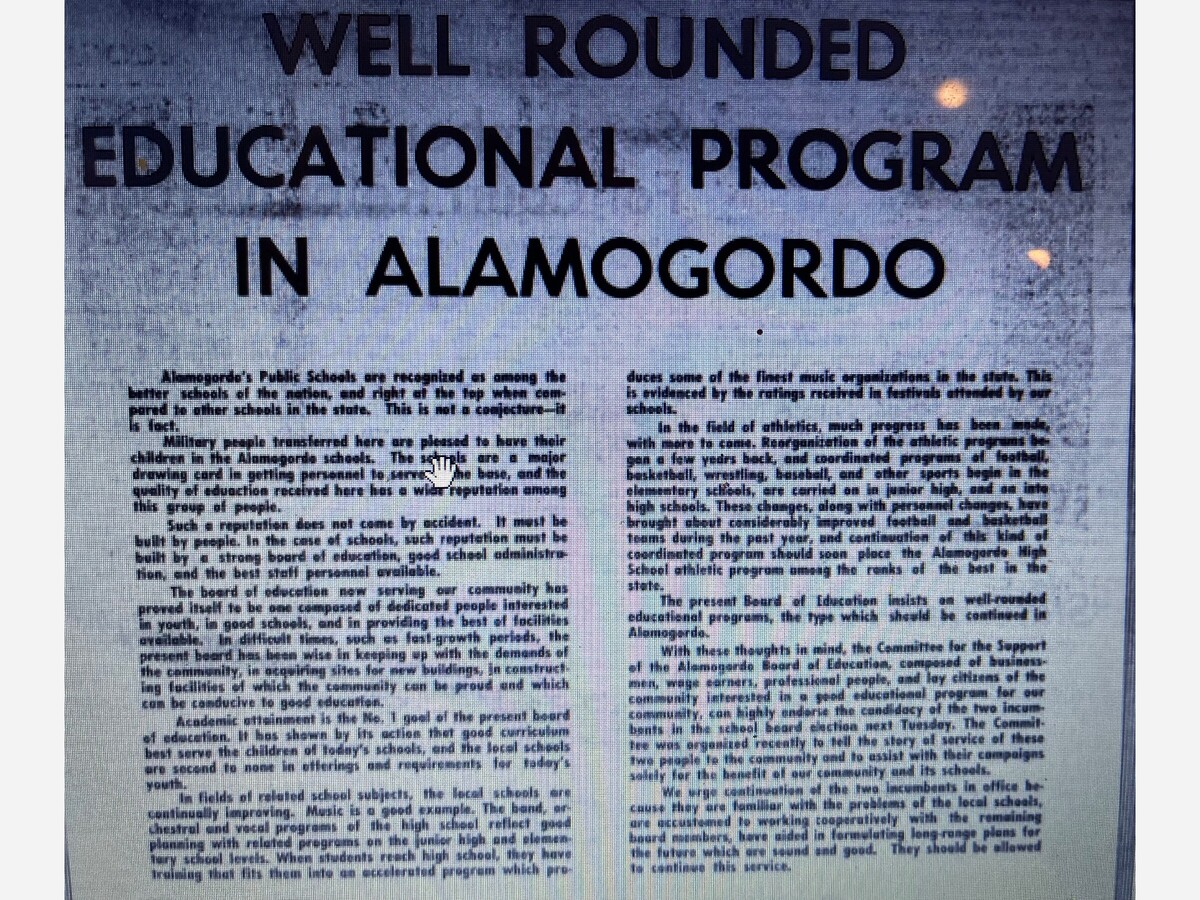 WELL ROUNDED
EDUCATIONAL PROGRAM
IN ALAMOGORDO
Alamogordo's Public Schools are recognized as among the
better schools of the nation, and right at the top when com-
pared to other schools in the state. This is not a conjecture—it
is fact.
Military people transferred here are pleased to have their
children in the Alamogordo schools. The schools are a major
drawing card in getting personnel to serve the base, and the
quality of eduaction received here has a wide reputation among
this group of people.
Such a reputation does not come by accident. It must be
built by people. In the case of schools, such reputation must be
built by a strong board of education, good school administra-
tion, and the best staff personnel available.
The board of education now serving our community has
proved itself to be one composed of dedicated people interested
in youth, in good schools, and in providing the best of facilities
available. In difficult times, such as fast-growth periods, the
present board has been wise in keeping up with the demands of
the community, in acquiring sites for new buildings, in construct-
ing facilities of which the community can be proud and which
can be conducive to good education.
Academic attainment is the No. 1 goal of the present board
of education. It has shown by its action that good curriculum
best serve the children of today's schools, and the local schools
are second to none in offerings and requirements for today's
youth.
In fields of related school subjects, the local schools are
continually improving. Music is a good example. The band, or-
chestral and vocal programs of the high school reflect good
planning with related programs on the junior high and elemen-
tary school levels. When students reach high school, they have
training that fits them into an accelerated program which pro-
duces some of the finest music organizations in the state. This
is evidenced by the ratings received in festivals attended by our
schools.
In the field of athletics, much progress has been made,
with more to come. Reorganization of the athletic programs be-
gan a few years back, and coordinated programs of football,
basketball, wrestling, baseball, and other sports begin in the
elementary schools, are carried on in junior high, and on into
high schools. These changes, along with personnel changes, have
brought about considerably improved football and basketball
teams during the past year, and continuation of this kind of
coordinated program should soon place the Alamogordo High
School athletic program among the ranks of the best in the
state.
The present Board of Education insists on well-rounded
educational programs, the type which should be continued in
Alamogordo.
With these thoughts in mind, the Committee for the Support
of the Alamogordo Board of Education, composed of business-
men, wage earners, professional people, and lay citizens of the
community interested in a good educational program for our
community, can highly endorse the candidacy of the two incum-
bents in the school board election next Tuesday. The Commit-
tee was organized recently to tell the story of service of these
two people to the community and to assist with their campaigns
solely for the benefit of our community and its schools.
We urge continuation of the two incumbents in office be-
cause they are familiar with the problems of the local schools,
are accustomed to working cooperatively with the remaining
board members, have aided in formulating long-range plans for
the future which are sound and good. They should be allowed
to continue this service.